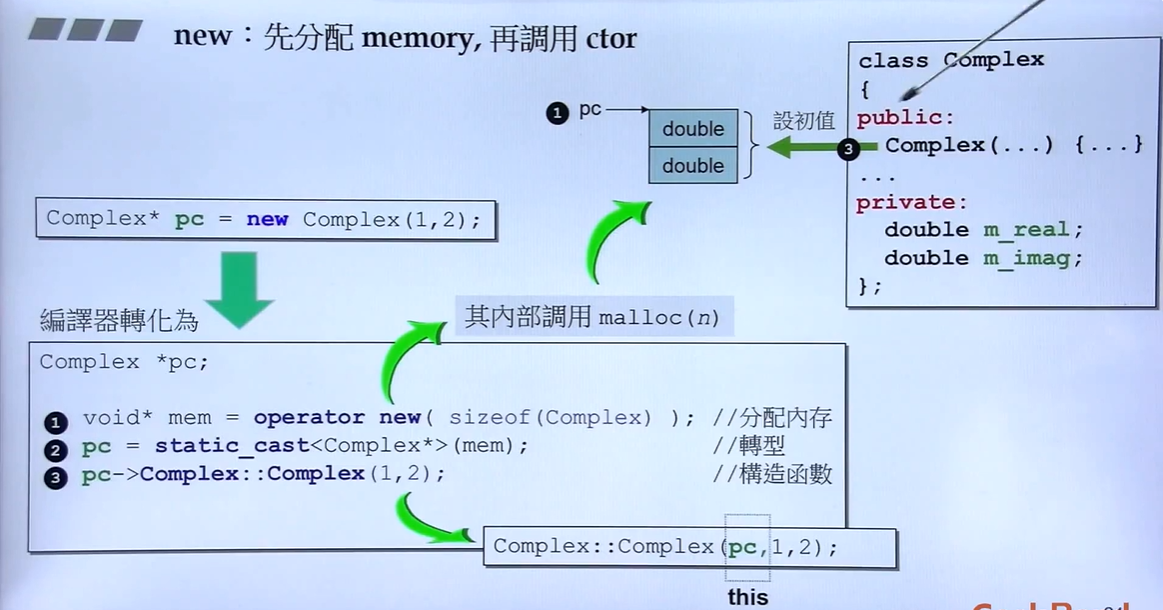 new：先分配 memory, 再調用 ctor
class Complex
{
public:
Complex(...) {...}
...
private:
double m_real;
double m_imag;
};
1 pc
double
double
設初值
3
Complex* pc = new Complex(1,2);
編譯器轉化為
其內部調用 malloc(n)
Complex *pc;
1 void* mem = operator new( sizeof(Complex) ); //分配內存
2 pc = static_cast<Complex*>(mem); //轉型
3 pc->Complex::Complex(1,2); //構造函數
Complex::Complex(pc,1,2);
this